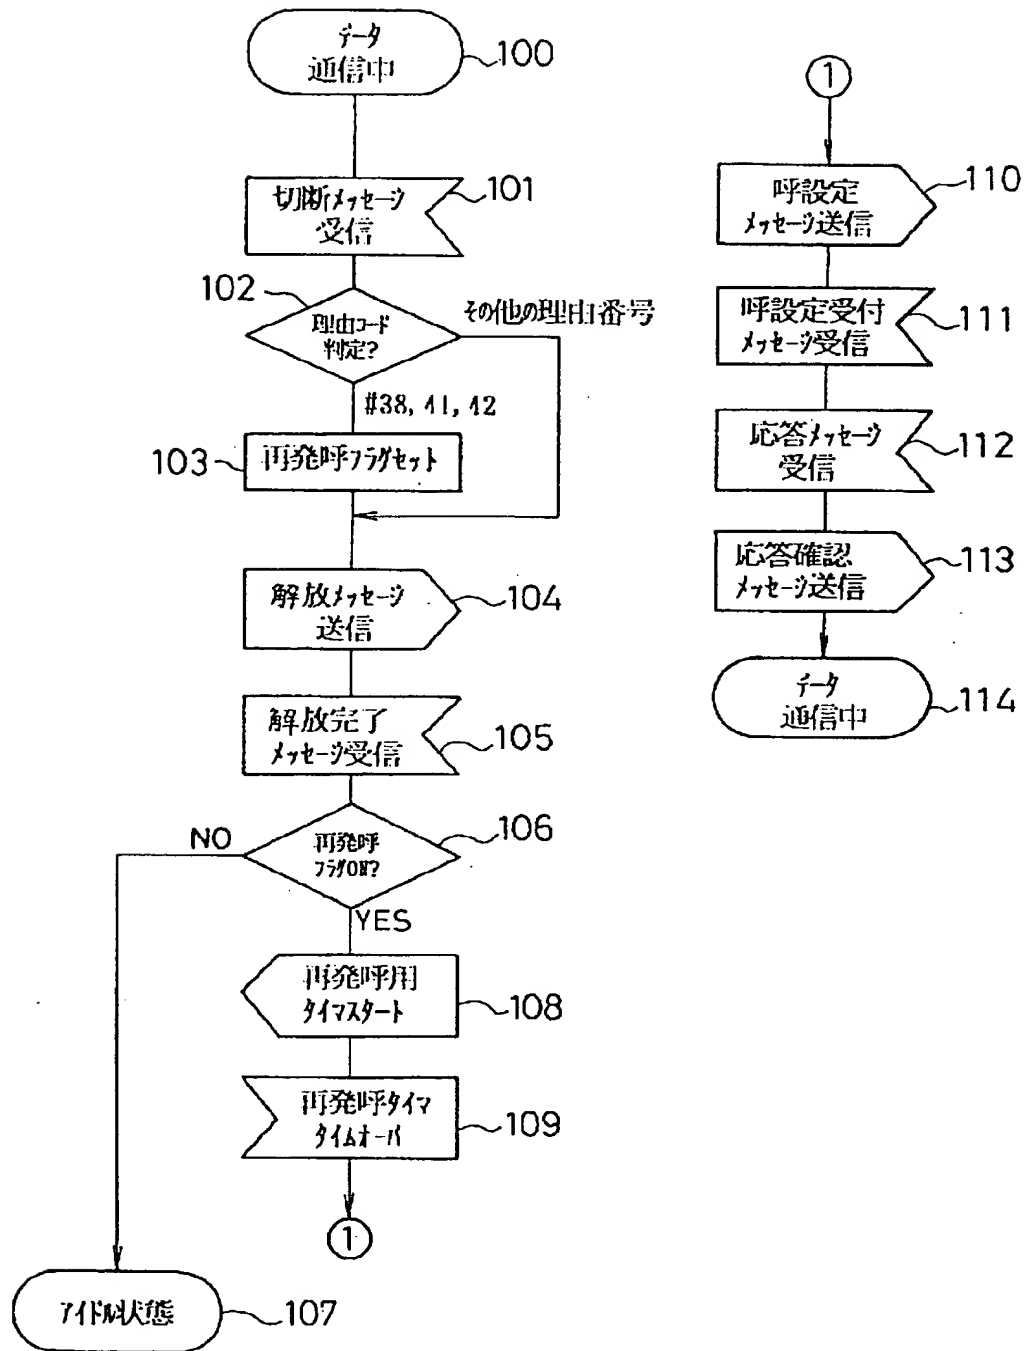 データ
通信中
100
切断メッセージ
受信
101
102
理由コード
判定?
その他の理由番号
#38, 41, 42
103
再発呼フラグセット
解放メッセージ
送信
104
解放完了
メッセージ受信
105
再発呼
フラグON?
106
NO
YES
再発呼用
タイマスタート
108
再発呼タイマ
タイムオーバ
109
1
アイドル状態
107
1
呼設定
メッセージ送信
110
呼設定受付
メッセージ受信
111
応答メッセージ
受信
112
応答確認
メッセージ送信
113
データ
通信中
114